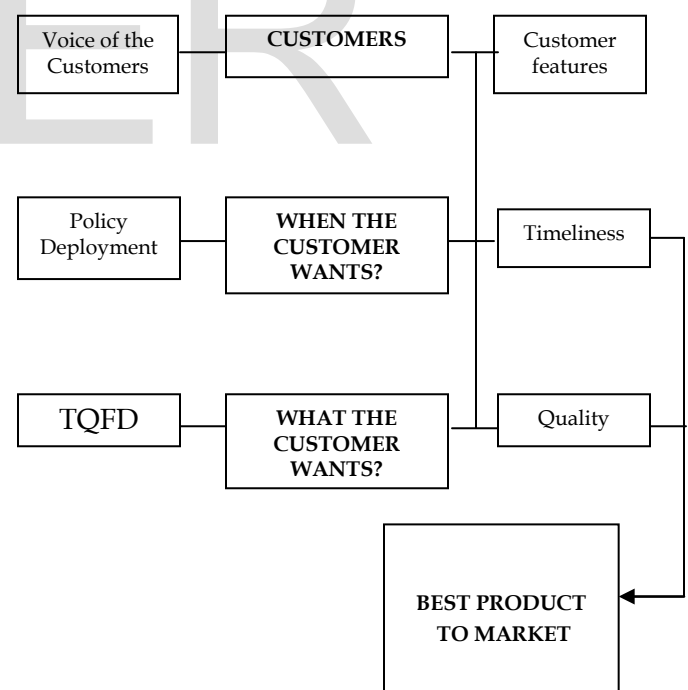 Voice of the
Customers
CUSTOMERS
Customer
features
Policy
Deployment
WHEN THE
CUSTOMER
WANTS?
Timeliness
TQFD
WHAT THE
CUSTOMER
WANTS?
Quality
BEST PRODUCT
TO MARKET